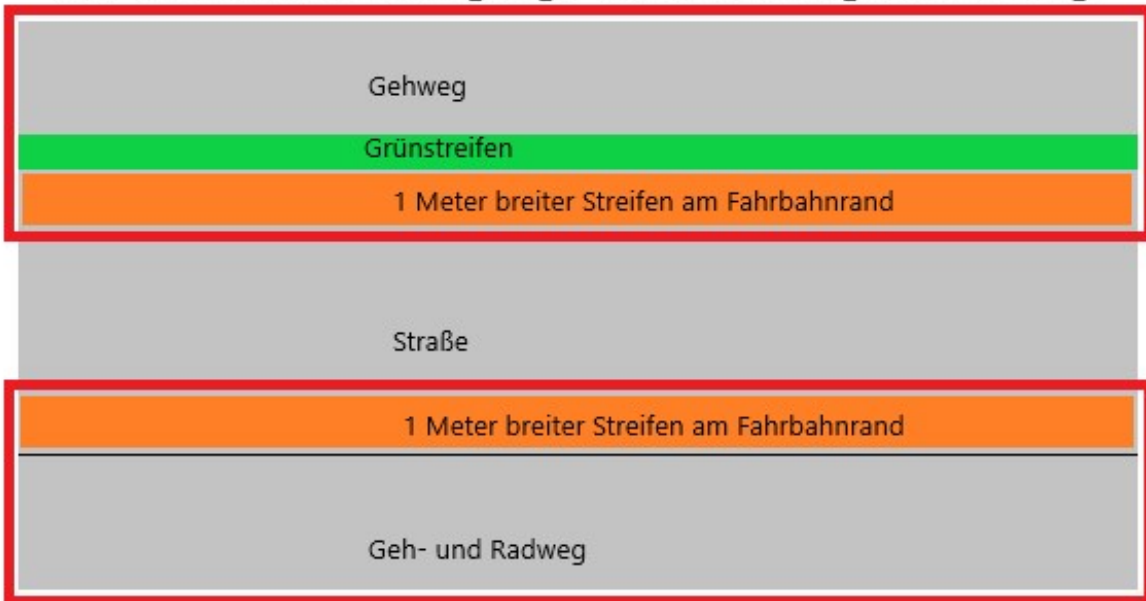 Gehweg
Grünstreifen
1 Meter breiter Streifen am Fahrbahnrand
Straße
1 Meter breiter Streifen am Fahrbahnrand
Geh- und Radweg